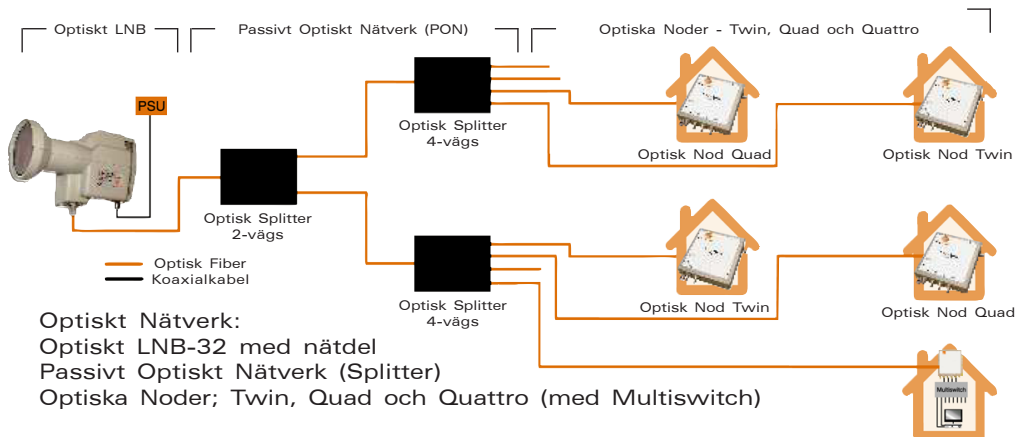 Optiskt LNB
Passivt Optiskt Nätverk (PON)
Optiska Noder - Twin, Quad och Quattro
PSU
Optisk Splitter
4-vägs
Optisk Nod Quad
Optisk Nod Twin
Optisk Splitter
2-vägs
Optisk Fiber
Koaxialkabel
Optisk Splitter
4-vägs
Optisk Nod Twin
Optisk Nod Quad
Optiskt Nätverk:
Optiskt LNB-32 med nätdel
Passivt Optiskt Nätverk (Splitter)
Optiska Noder; Twin, Quad och Quattro (med Multiswitch)
Multiswitch